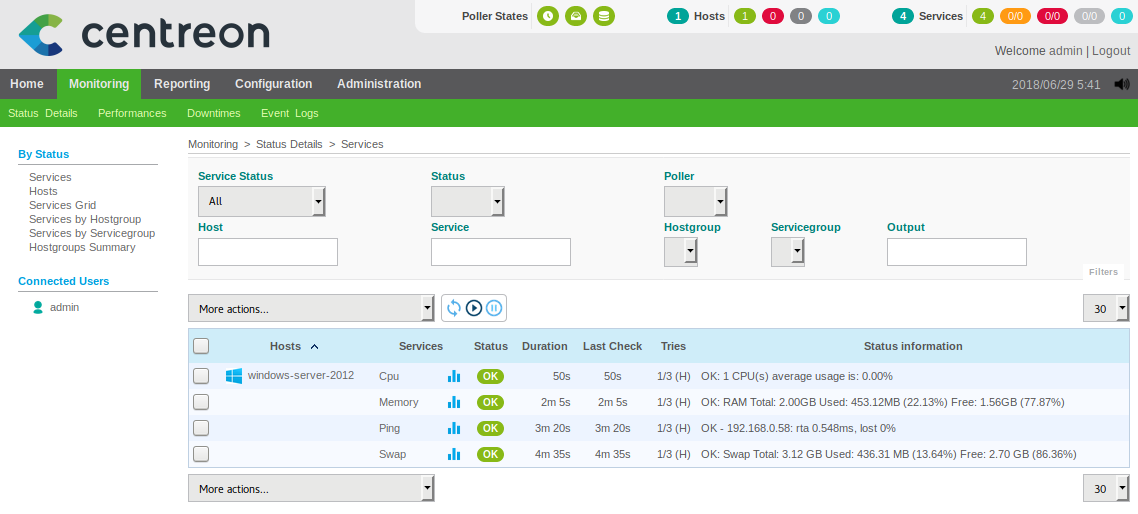 centreon
Poller States 1 Hosts 1 0 0 0 4 Services 4 0/0 0/0 0/0 0
Welcome admin | Logout
Home Monitoring Reporting Configuration Administration 2018/06/29 5:41
Status Details Performances Downtimes Event Logs
By Status
Services
Hosts
Services Grid
Services by Hostgroup
Services by Servicegroup
Hostgroups Summary
Connected Users
admin
Monitoring > Status Details > Services
Service Status Status Poller
All
Host Service Hostgroup Servicegroup Output
Filters
More actions... 30
Hosts Services Status Duration Last Check Tries Status information
windows-server-2012 Cpu OK 50s 50s 1/3 (H) OK: 1 CPU(s) average usage is: 0.00%
Memory OK 2m 5s 2m 5s 1/3 (H) OK: RAM Total: 2.00GB Used: 453.12MB (22.13%) Free: 1.56GB (77.87%)
Ping OK 3m 20s 3m 20s 1/3 (H) OK - 192.168.0.58: rta 0.548ms, lost 0%
Swap OK 4m 35s 4m 35s 1/3 (H) OK: Swap Total: 3.12 GB Used: 436.31 MB (13.64%) Free: 2.70 GB (86.36%)
More actions... 30